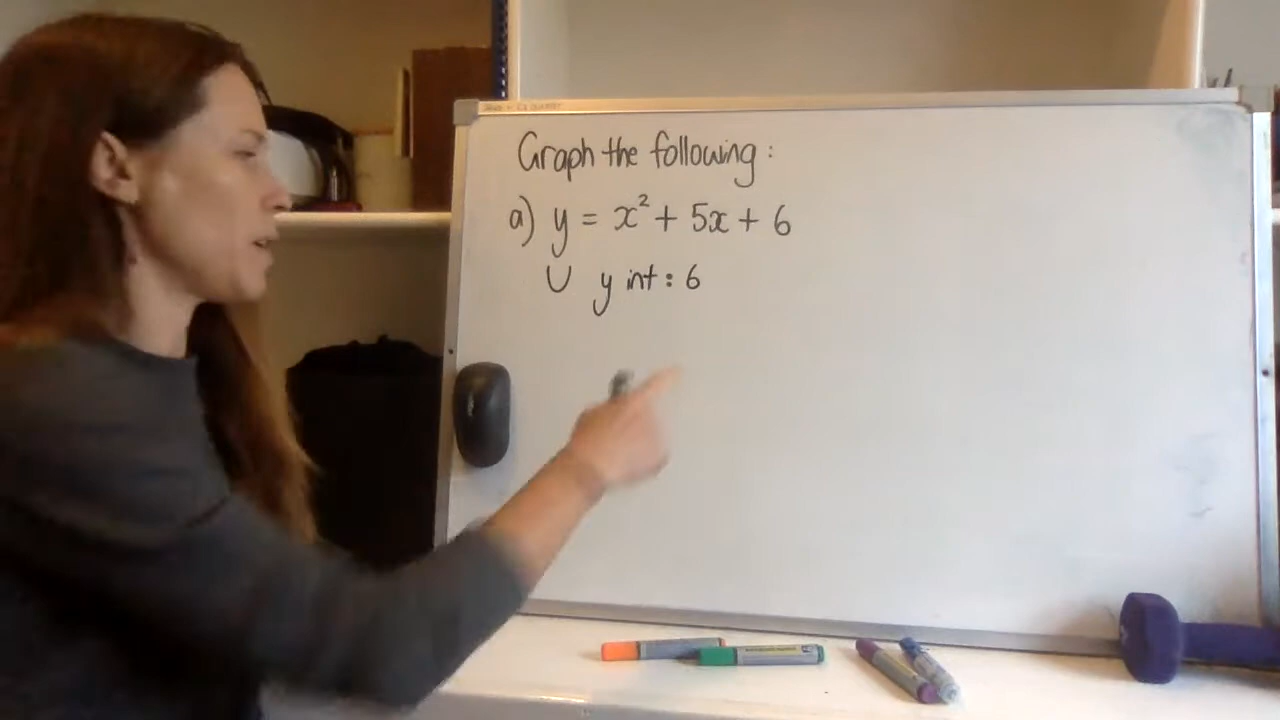 Graph the following:
a) y = x² + 5x + 6
∪ y int: 6